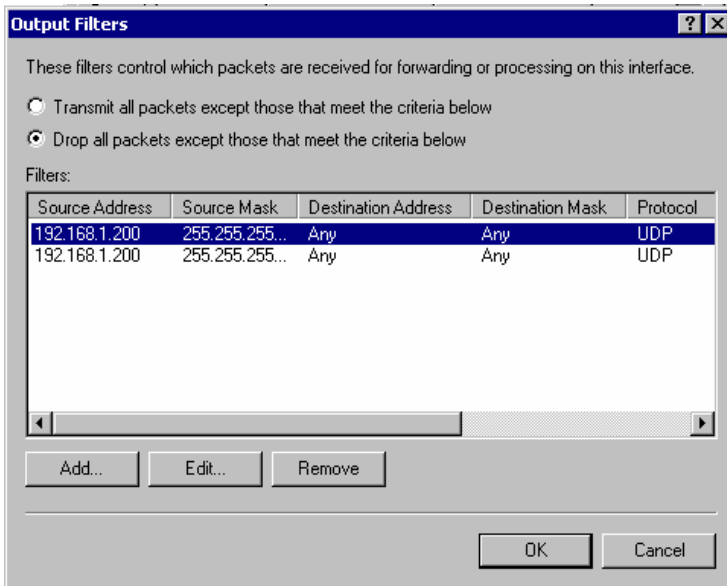 Output Filters
These filters control which packets are received for forwarding or processing on this interface.
Transmit all packets except those that meet the criteria below
Drop all packets except those that meet the criteria below
Filters:
Source Address Source Mask Destination Address Destination Mask Protocol
192.168.1.200 255.255.255... Any Any UDP
192.168.1.200 255.255.255... Any Any UDP
Add... Edit... Remove
OK Cancel